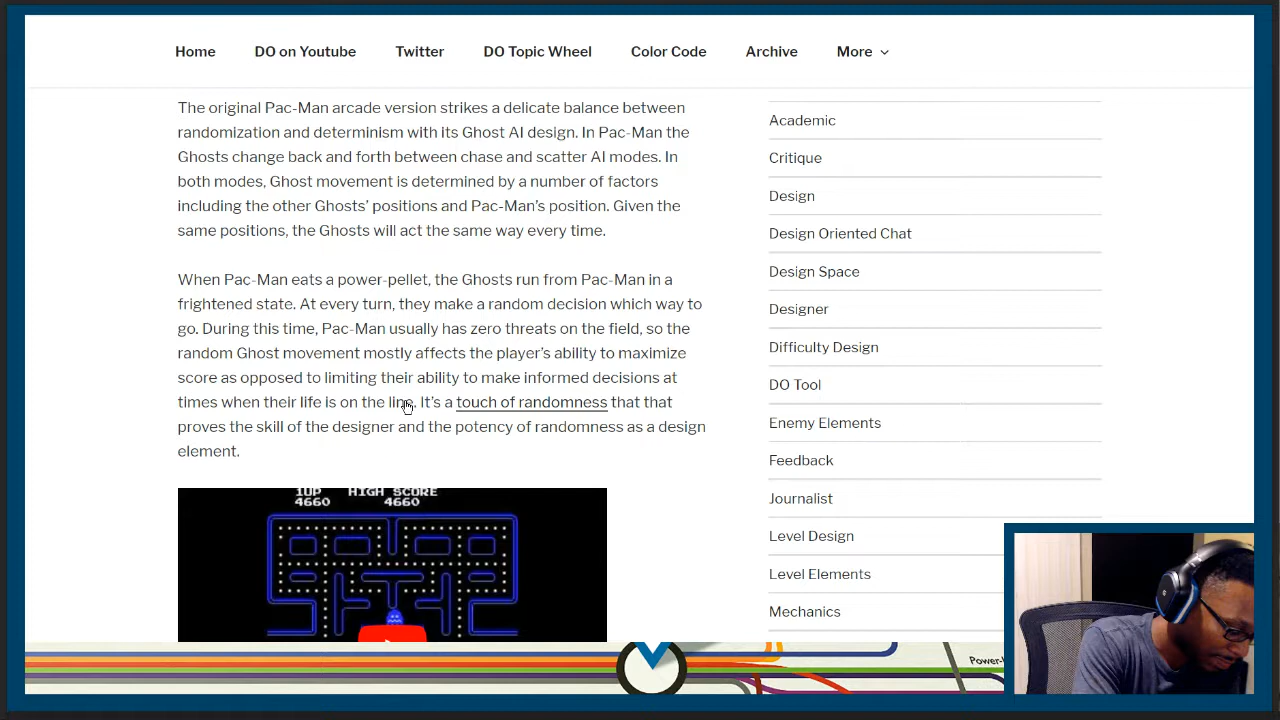 Home DO on Youtube Twitter DO Topic Wheel Color Code Archive More
The original Pac-Man arcade version strikes a delicate balance between
randomization and determinism with its Ghost AI design. In Pac-Man the
Ghosts change back and forth between chase and scatter AI modes. In
both modes, Ghost movement is determined by a number of factors
including the other Ghosts’ positions and Pac-Man’s position. Given the
same positions, the Ghosts will act the same way every time.
When Pac-Man eats a power-pellet, the Ghosts run from Pac-Man in a
frightened state. At every turn, they make a random decision which way to
go. During this time, Pac-Man usually has zero threats on the field, so the
random Ghost movement mostly affects the player’s ability to maximize
score as opposed to limiting their ability to make informed decisions at
times when their life is on the line. It’s a touch of randomness that that
proves the skill of the designer and the potency of randomness as a design
element.
1UP HIGH SCORE
4660 4660
Academic
Critique
Design
Design Oriented Chat
Design Space
Designer
Difficulty Design
DO Tool
Enemy Elements
Feedback
Journalist
Level Design
Level Elements
Mechanics